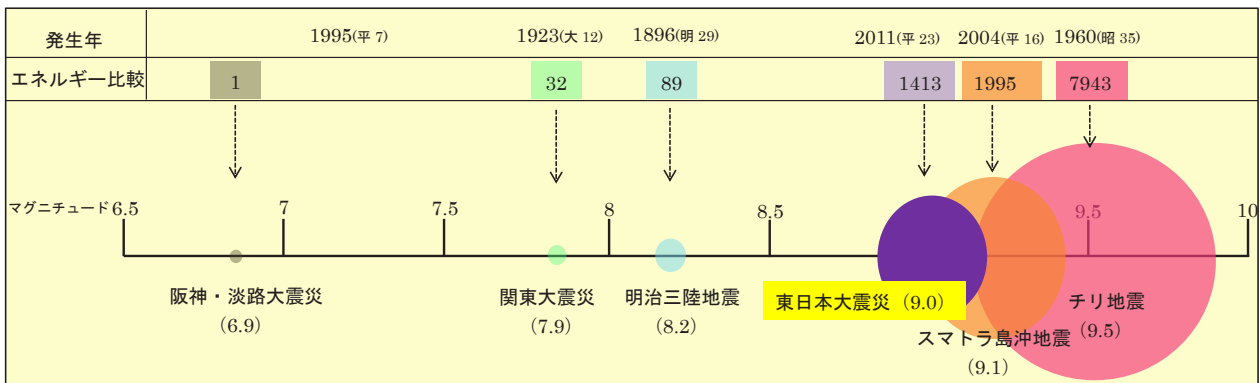 発生年 1995(平 7) 1923(大 12) 1896(明 29) 2011(平 23) 2004(平 16) 1960(昭 35)
エネルギー比較 1 32 89 1413 1995 7943
マグニチュード 6.5 7 7.5 8 8.5 9.5 10
阪神・淡路大震災 関東大震災 明治三陸地震 東日本大震災（9.0） チリ地震
(6.9) (7.9) (8.2) (9.5)
スマトラ島沖地震
(9.1)